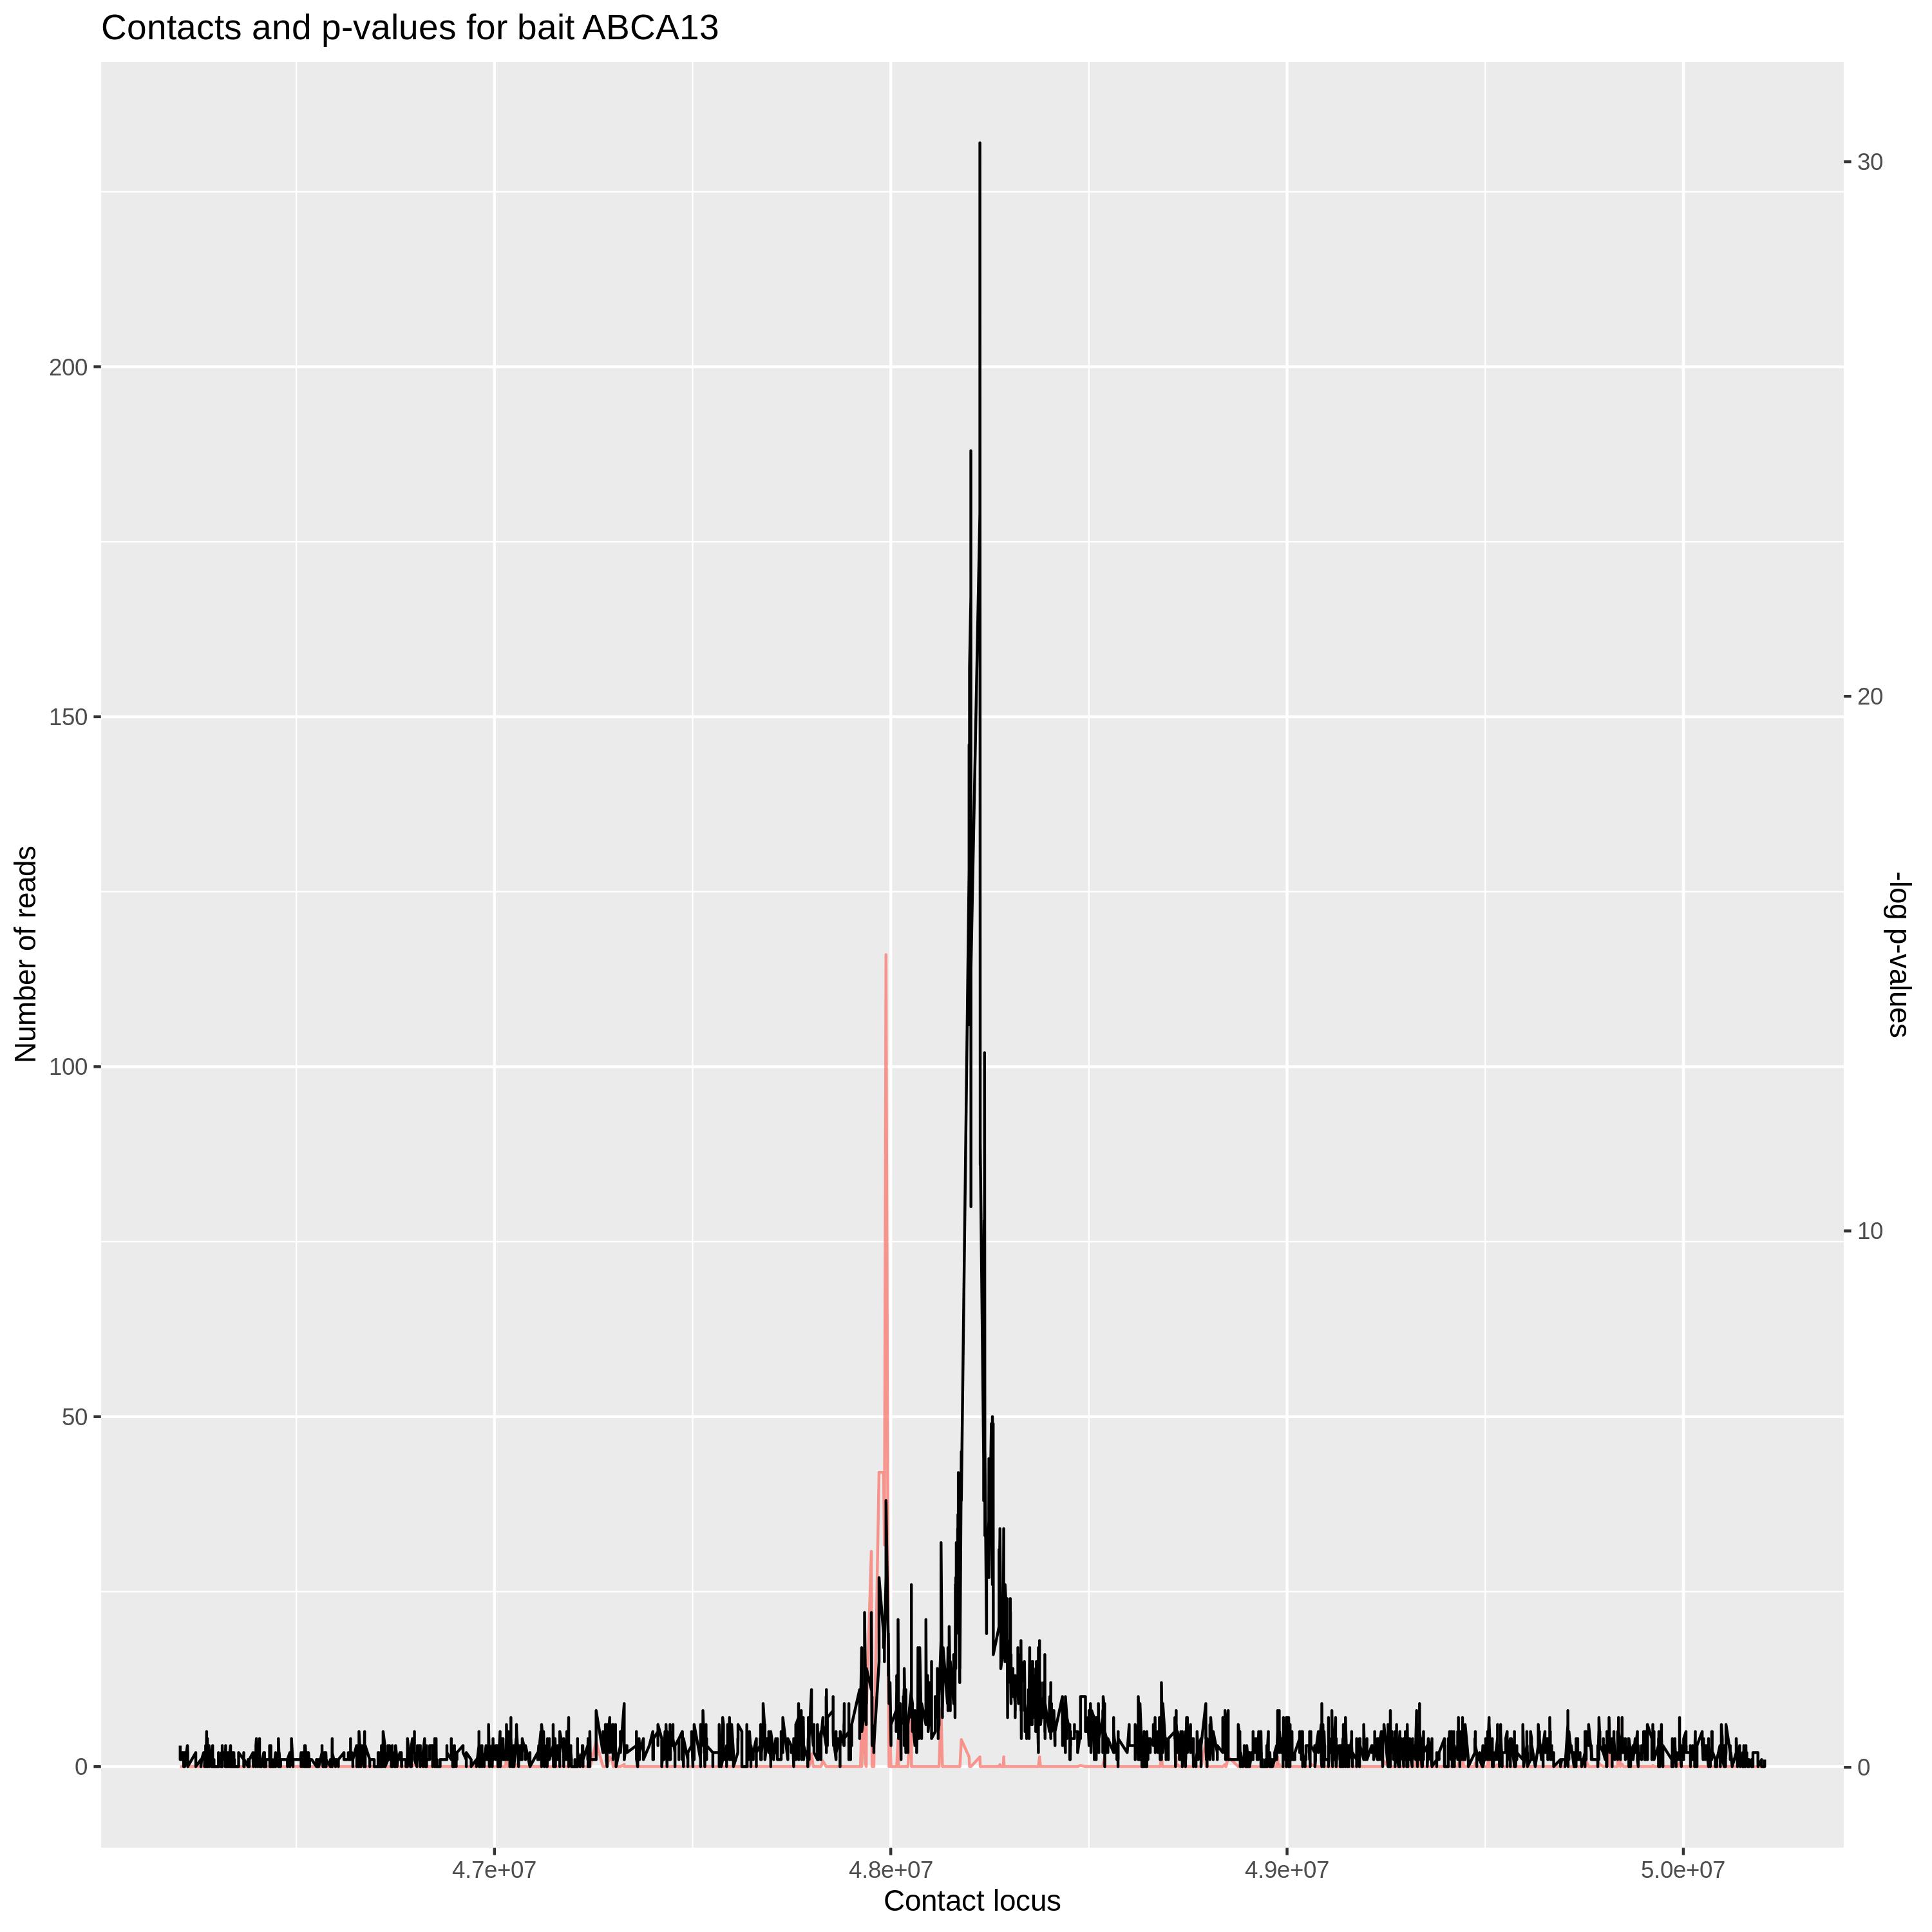 Contacts and p-values for bait ABCA13
Number of reads
200
150
100
50
0
30
20
10
0
-log p-values
4.7e+07
4.8e+07
4.9e+07
5.0e+07
Contact locus